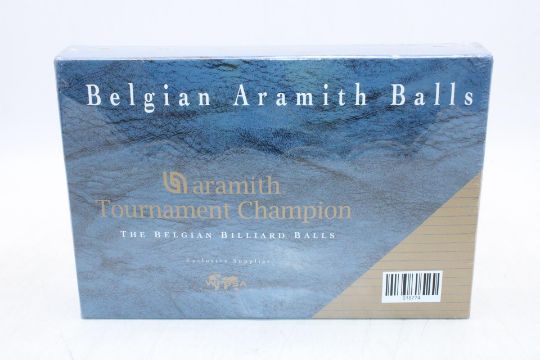 Belgian Aramith Balls
aramith
Tournament Champion
THE BELGIAN BILLIARD BALLS
Exclusive Supplier